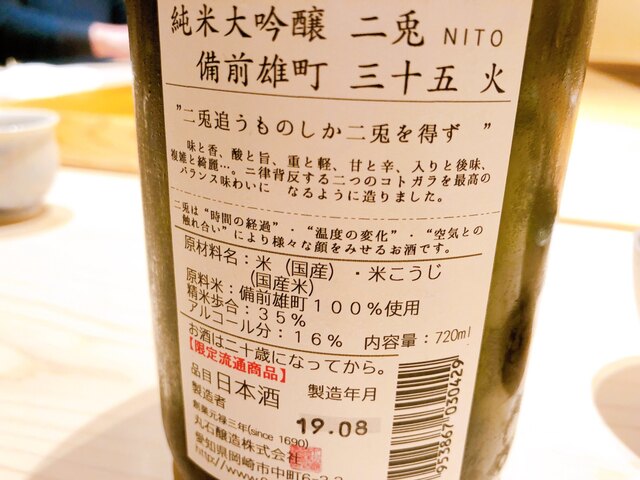 純米大吟醸 二兎 NITO
備前雄町 三十五 火
"二兎追うものしか二兎を得ず "
味と香、酸と旨、重と軽、甘と辛、入りと後味、
複雑と綺麗…。二律背反する二つのコトガラを最高の
バランス味わいに なるように造りました。
二兎は"時間の経過" ・"温度の変化"・"空気との
触れ合い"により様々な顔をみせるお酒です。
原材料名：米（国産）・米こうじ
（国産米）
原料米：備前雄町100％使用
精米歩合：35％
アルコール分：16％ 内容量：720ml
お酒は二十歳になってから。
【限定流通商品】
品目 日本酒 製造年月
製造者 19.08
創業元禄三年(since 1690)
丸石醸造株式会社
愛知県岡崎市中町6-2-2
http://www.
953867 030429